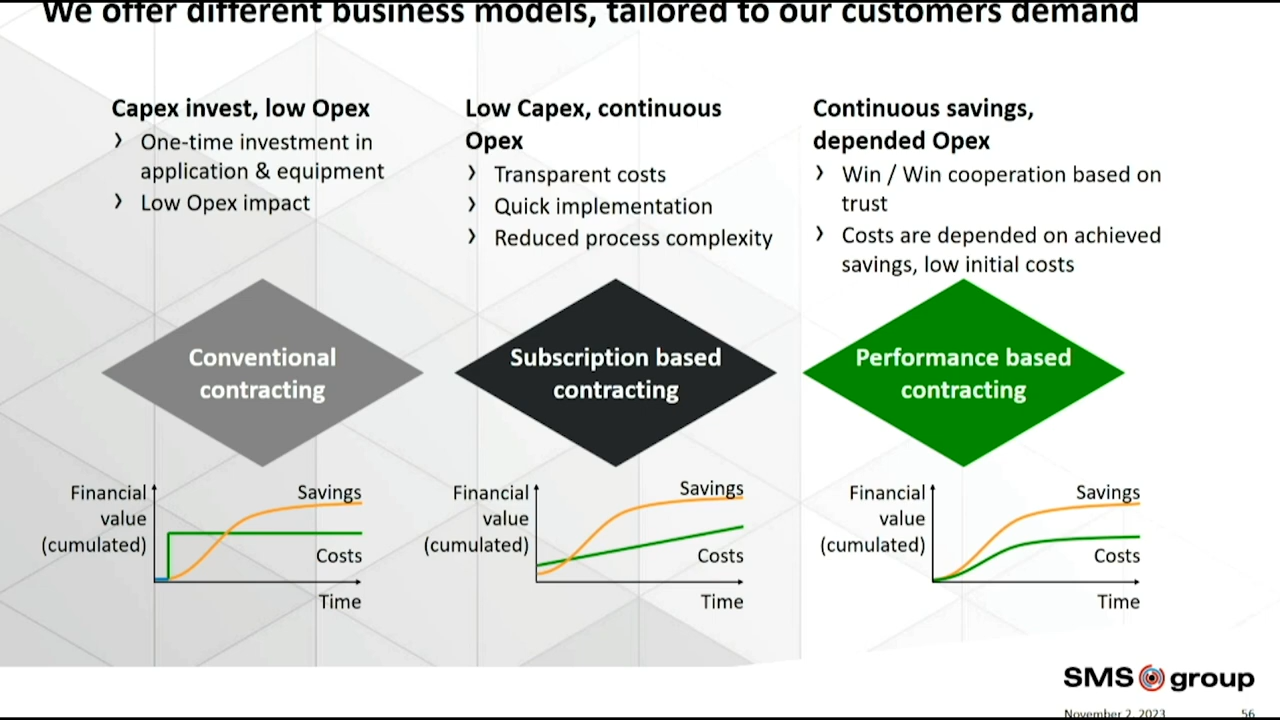 We offer different business models, tailored to our customers demand
Capex invest, low Opex
› One-time investment in
application & equipment
› Low Opex impact
Low Capex, continuous
Opex
› Transparent costs
› Quick implementation
› Reduced process complexity
Continuous savings,
depended Opex
› Win / Win cooperation based on
trust
› Costs are depended on achieved
savings, low initial costs
Conventional
contracting
Subscription based
contracting
Performance based
contracting
Financial
value
(cumulated)
Savings
Costs
Time
Financial
value
(cumulated)
Savings
Costs
Time
Financial
value
(cumulated)
Savings
Costs
Time
SMS group
November 2, 2023
56